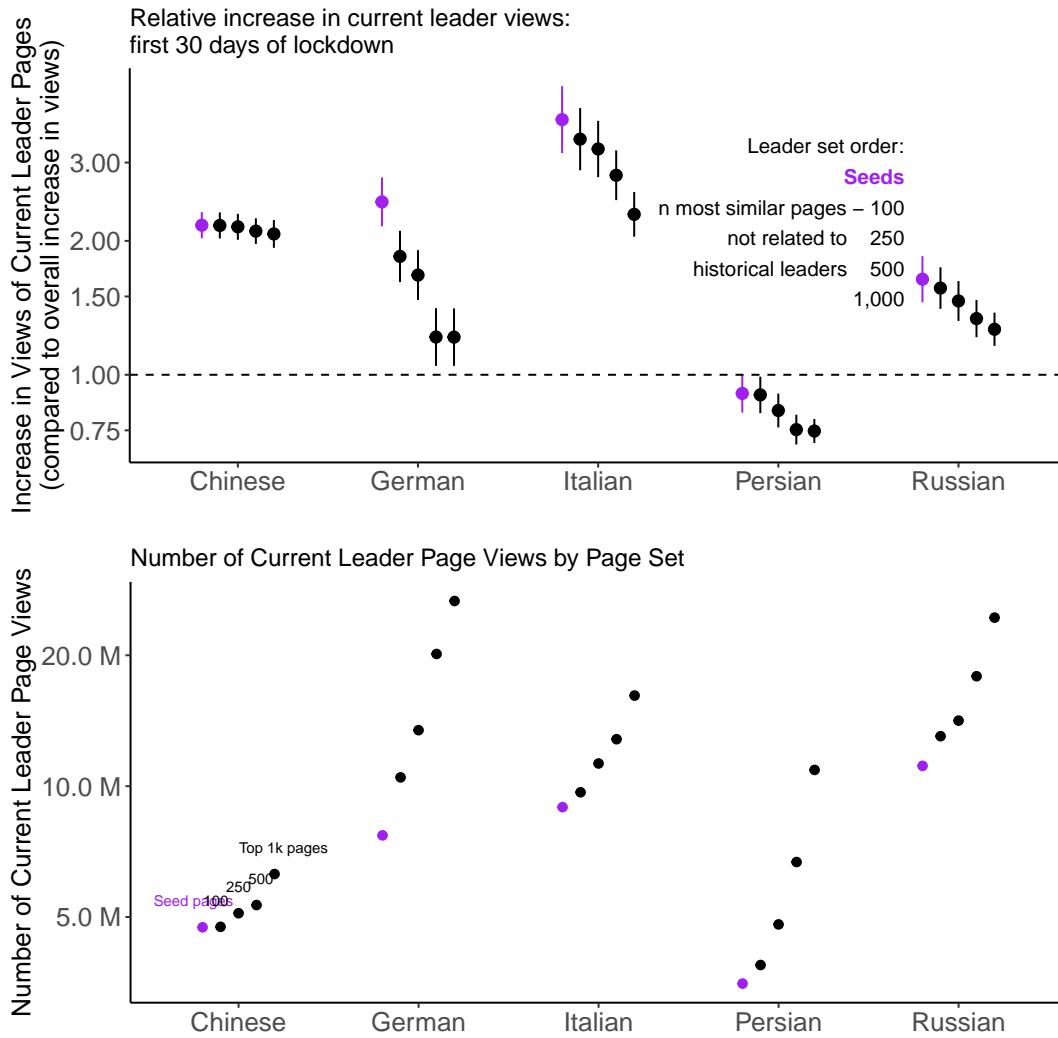 Relative increase in current leader views:
first 30 days of lockdown
Increase in Views of Current Leader Pages
(compared to overall increase in views)
3.00
2.00
1.50
1.00
0.75
Leader set order:
Seeds
n most similar pages – 100
not related to 250
historical leaders 500
1,000
Chinese German Italian Persian Russian
Number of Current Leader Page Views by Page Set
Number of Current Leader Page Views
20.0 M
10.0 M
5.0 M
Top 1k pages
500
250
100
Seed pages
Chinese German Italian Persian Russian